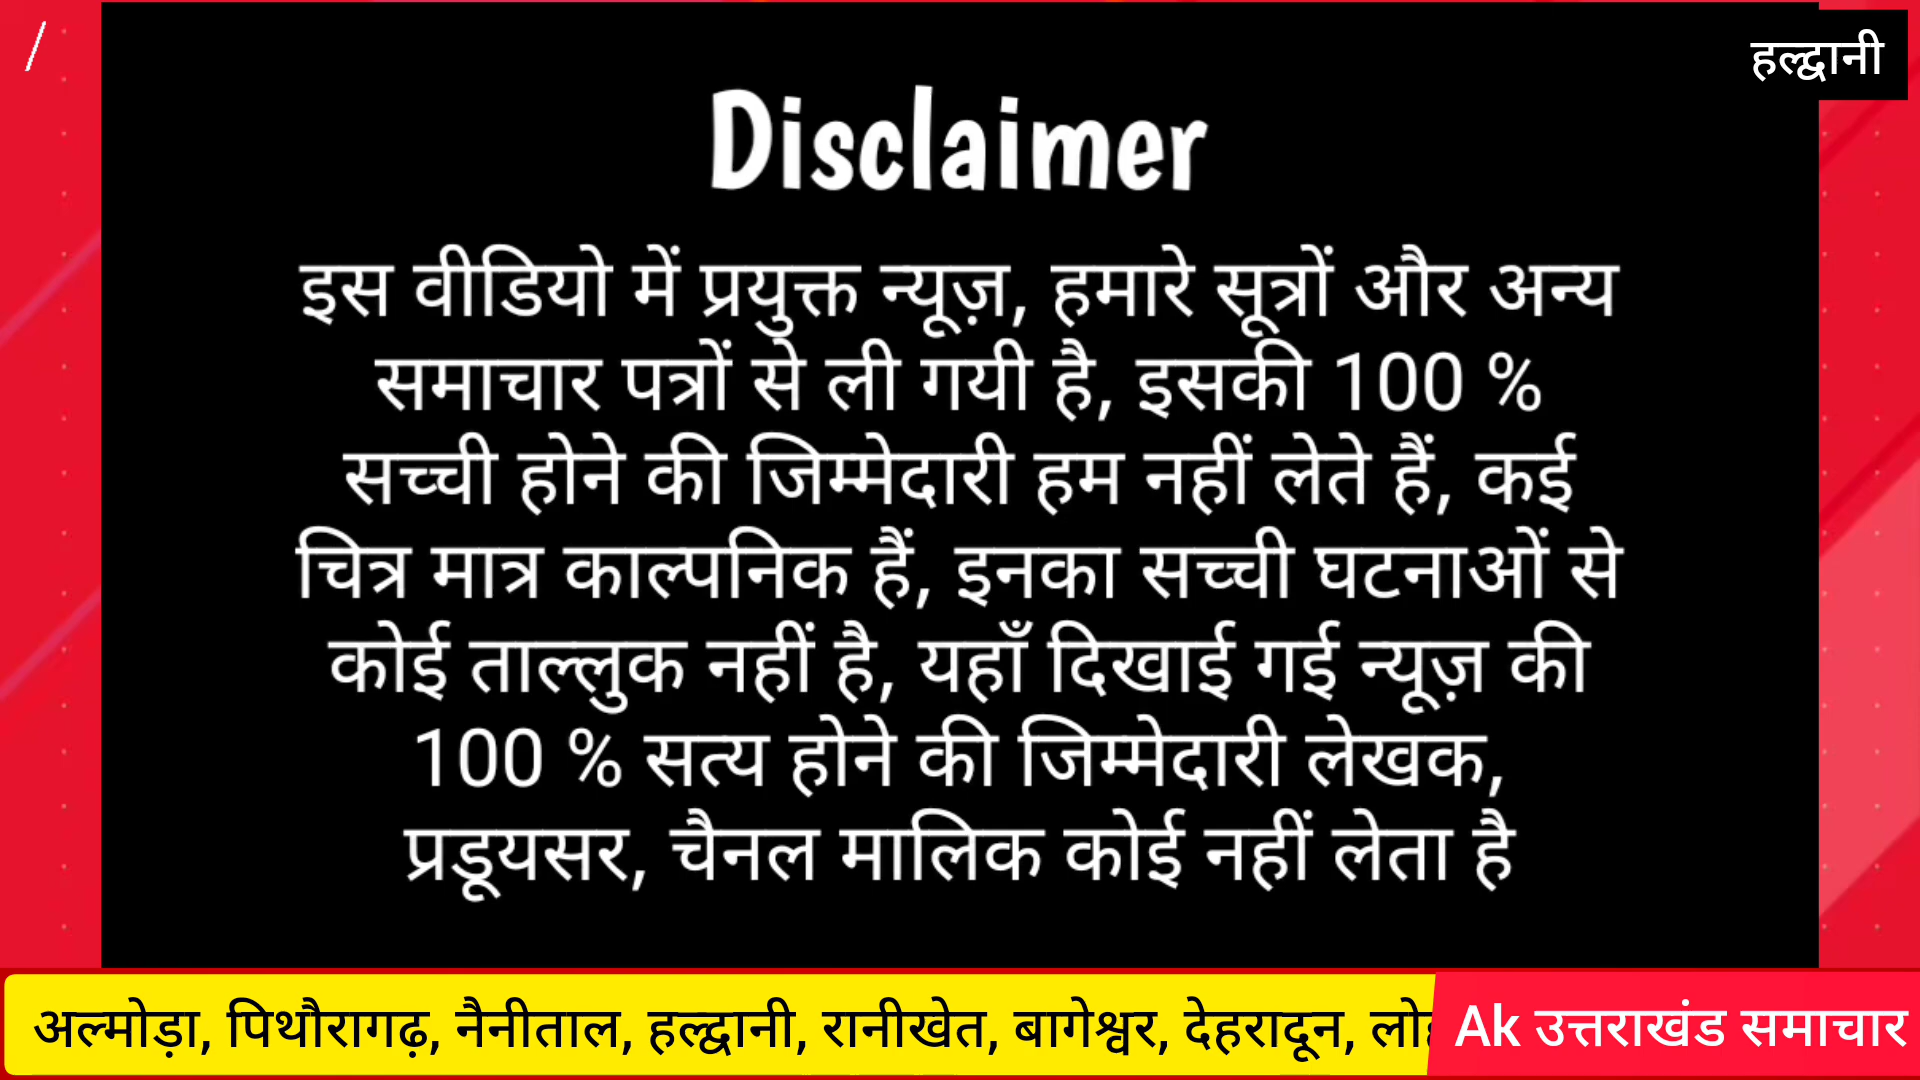 /
हल्द्वानी
Disclaimer
इस वीडियो में प्रयुक्त न्यूज़, हमारे सूत्रों और अन्य
समाचार पत्रों से ली गयी है, इसकी 100 %
सच्ची होने की जिम्मेदारी हम नहीं लेते हैं, कई
चित्र मात्र काल्पनिक हैं, इनका सच्ची घटनाओं से
कोई ताल्लुक नहीं है, यहाँ दिखाई गई न्यूज़ की
100 % सत्य होने की जिम्मेदारी लेखक,
प्रड्यूसर, चैनल मालिक कोई नहीं लेता है
अल्मोड़ा, पिथौरागढ़, नैनीताल, हल्द्वानी, रानीखेत, बागेश्वर, देहरादून,
Ak उत्तराखंड समाचार